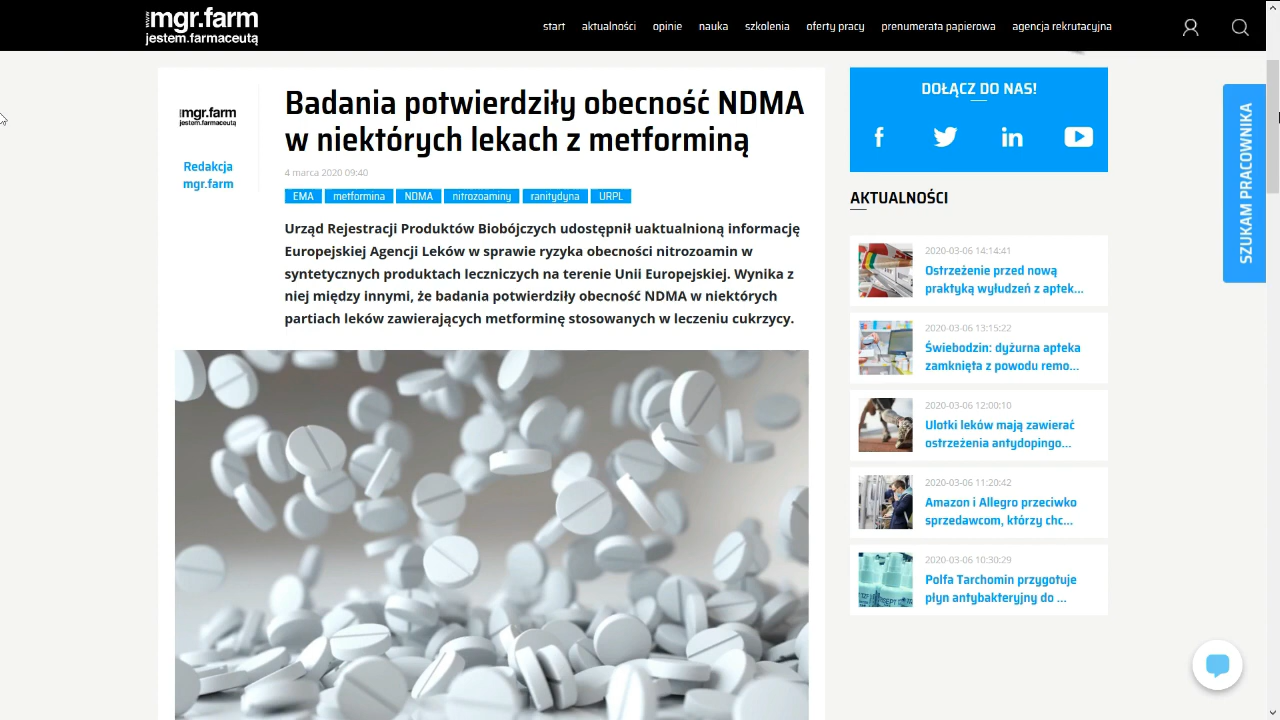 www.mgr.farm
jestem.farmaceutą
start
aktualności
opinie
nauka
szkolenia
oferty pracy
prenumerata papierowa
agencja rekrutacyjna
mgr.farm
jestem.farmaceutą
Redakcja
mgr.farm
Badania potwierdziły obecność NDMA
w niektórych lekach z metforminą
4 marca 2020 09:40
EMA
metformina
NDMA
nitrozoaminy
ranitydyna
URPL
Urząd Rejestracji Produktów Biobójczych udostępnił uaktualnioną informację
Europejskiej Agencji Leków w sprawie ryzyka obecności nitrozoamin w
syntetycznych produktach leczniczych na terenie Unii Europejskiej. Wynika z
niej między innymi, że badania potwierdziły obecność NDMA w niektórych
partiach leków zawierających metforminę stosowanych w leczeniu cukrzycy.
DOŁĄCZ DO NAS!
AKTUALNOŚCI
2020-03-06 14:14:41
Ostrzeżenie przed nową
praktyką wyłudzeń z aptek...
2020-03-06 13:15:22
Świebodzin: dyżurna apteka
zamknięta z powodu remo...
2020-03-06 12:00:10
Ulotki leków mają zawierać
ostrzeżenia antydopingo...
2020-03-06 11:20:42
Amazon i Allegro przeciwko
sprzedawcom, którzy chc...
2020-03-06 10:30:29
Polfa Tarchomin przygotuje
płyn antybakteryjny do ...
SZUKAM PRACOWNIKA